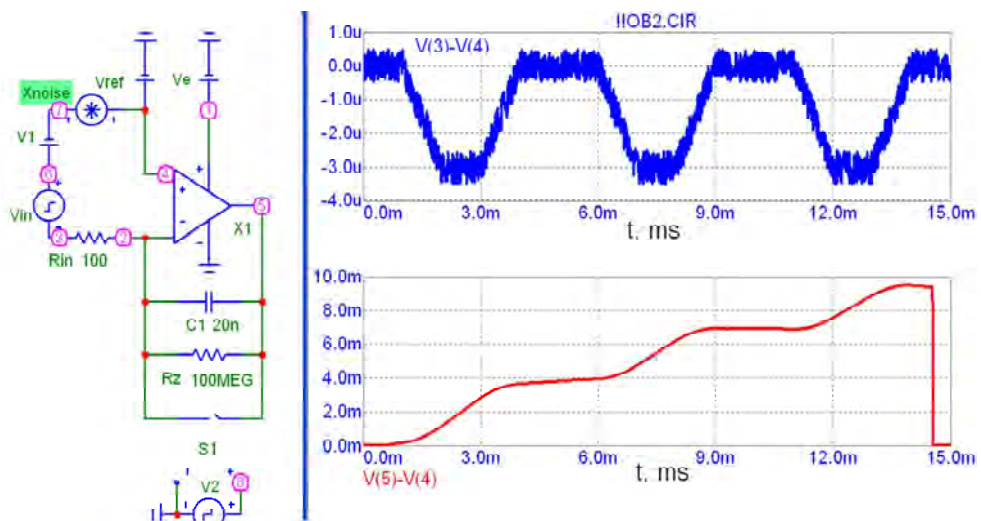 Xnoise
Vref
Ve
7
1
V1
4
6
Vin
X1
5
3
2
Rin 100
C1 20n
Rz 100MEG
S1
V2
8
!IOB2.CIR
V(3)-V(4)
1.0u
0.0u
-1.0u
-2.0u
-3.0u
-4.0u
0.0m 3.0m 6.0m 9.0m 12.0m 15.0m
t. ms
10.0m
8.0m
6.0m
4.0m
2.0m
0.0m
0.0m 3.0m 6.0m 9.0m 12.0m 15.0m
V(5)-V(4)
t. ms